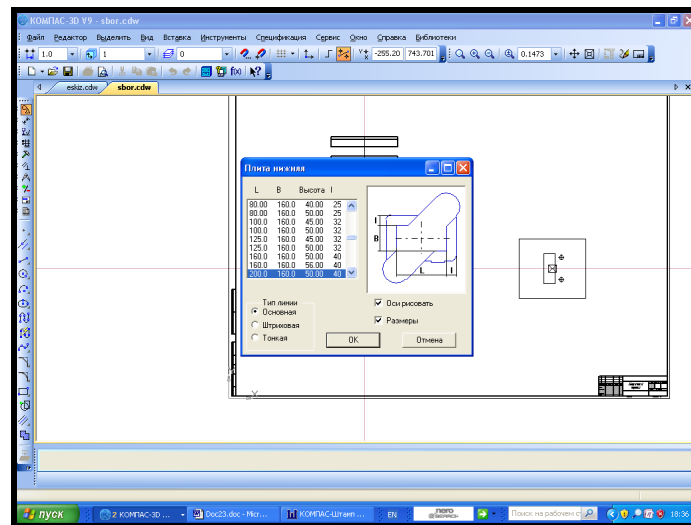 КОМПАС-3D V9 - sbor.cdw
Файл Редактор Выделить Вид Вставка Инструменты Спецификация Сервис Окно Справка Библиотеки
1.0 1 0 -255.20 743.701 0.1473
f(x)
eskiz.cdw sbor.cdw
Плита нижняя
L B Высота l
80.00 160.0 40.00 25
80.00 160.0 50.00 25
100.0 160.0 45.00 32
100.0 160.0 50.00 32
125.0 160.0 45.00 32
125.0 160.0 50.00 32
160.0 160.0 50.00 40
160.0 160.0 56.00 40
200.0 160.0 50.00 40
I
B
L I
Тип линии
Основная
Штриховая
Тонкая
Оси рисовать
Размеры
OK Отмена
пуск 2 КОМПАС-3D ... Doc23.doc - Micr... КОМПАС-Штамп ... EN nero Поиск на рабочем с 18:36